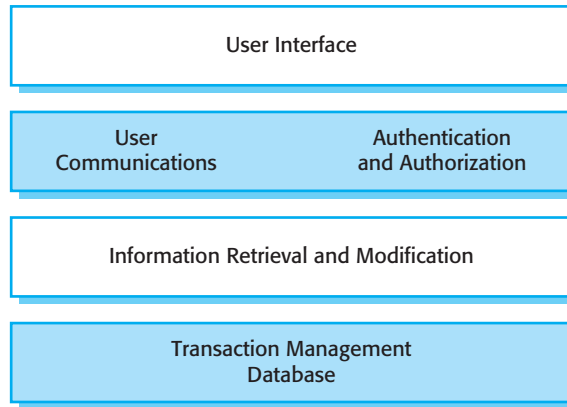 User Interface
User
Communications
Authentication
and Authorization
Information Retrieval and Modification
Transaction Management
Database